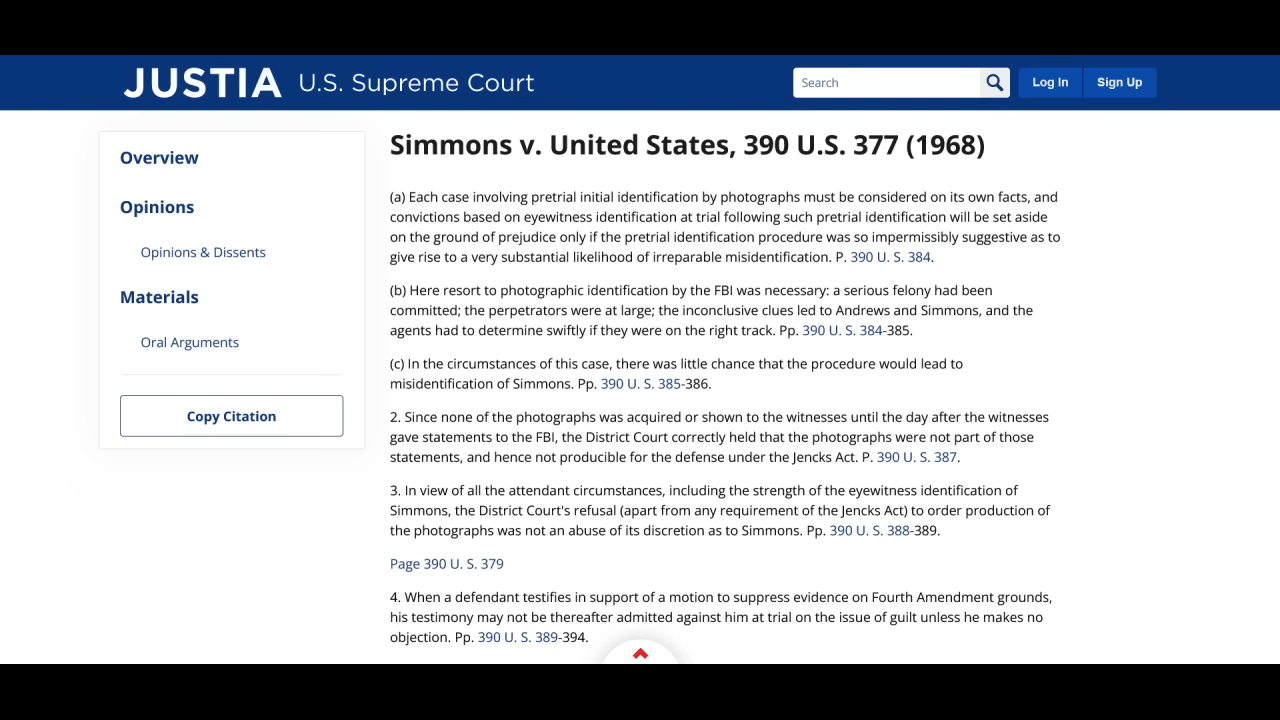 JUSTIA U.S. Supreme Court
Search
Log In
Sign Up
Overview
Opinions
Opinions & Dissents
Materials
Oral Arguments
Copy Citation
Simmons v. United States, 390 U.S. 377 (1968)
(a) Each case involving pretrial initial identification by photographs must be considered on its own facts, and
convictions based on eyewitness identification at trial following such pretrial identification will be set aside
on the ground of prejudice only if the pretrial identification procedure was so impermissibly suggestive as to
give rise to a very substantial likelihood of irreparable misidentification. P. 390 U. S. 384.
(b) Here resort to photographic identification by the FBI was necessary: a serious felony had been
committed; the perpetrators were at large; the inconclusive clues led to Andrews and Simmons, and the
agents had to determine swiftly if they were on the right track. Pp. 390 U. S. 384-385.
(c) In the circumstances of this case, there was little chance that the procedure would lead to
misidentification of Simmons. Pp. 390 U. S. 385-386.
2. Since none of the photographs was acquired or shown to the witnesses until the day after the witnesses
gave statements to the FBI, the District Court correctly held that the photographs were not part of those
statements, and hence not producible for the defense under the Jencks Act. P. 390 U. S. 387.
3. In view of all the attendant circumstances, including the strength of the eyewitness identification of
Simmons, the District Court's refusal (apart from any requirement of the Jencks Act) to order production of
the photographs was not an abuse of its discretion as to Simmons. Pp. 390 U. S. 388-389.
Page 390 U. S. 379
4. When a defendant testifies in support of a motion to suppress evidence on Fourth Amendment grounds,
his testimony may not be thereafter admitted against him at trial on the issue of guilt unless he makes no
objection. Pp. 390 U. S. 389-394.